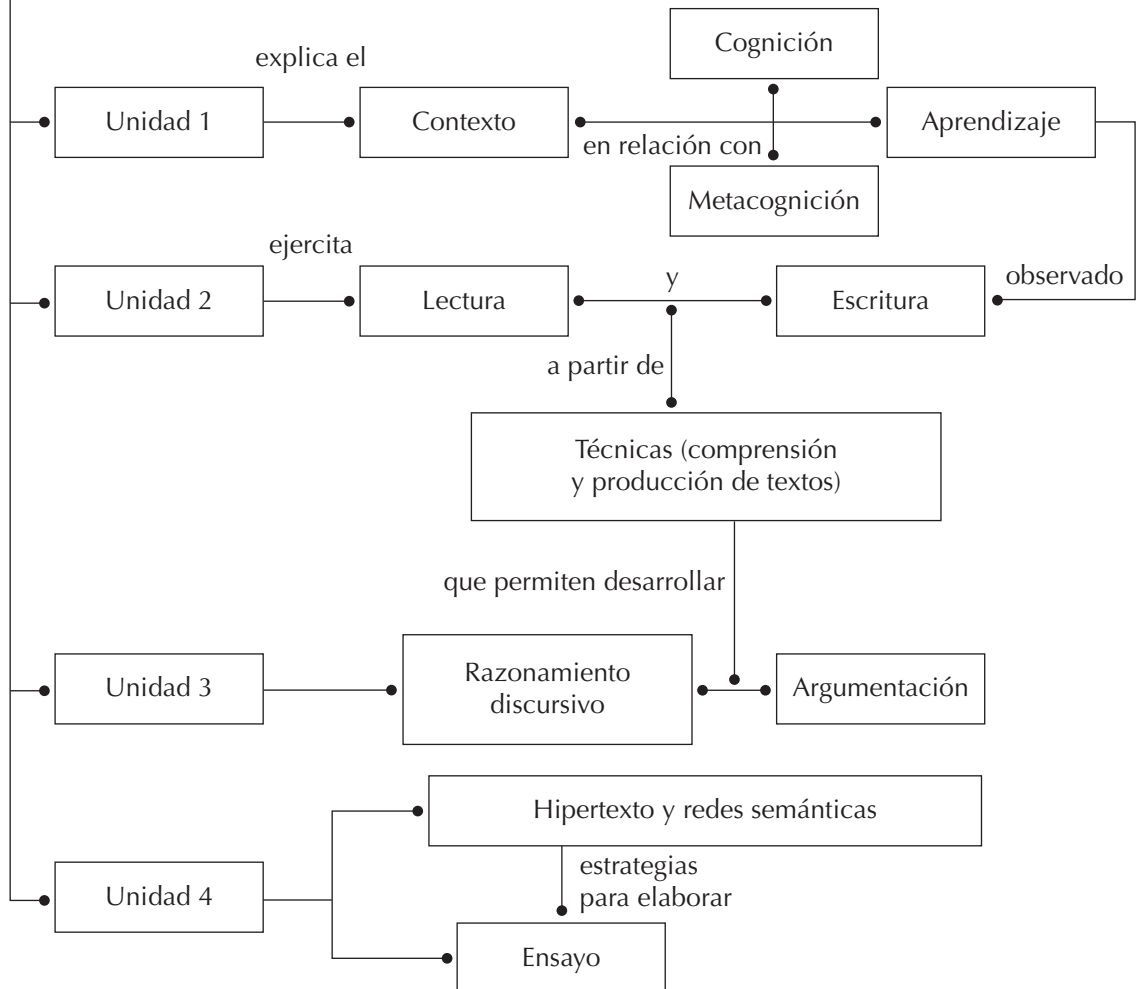 Cognición
explica el
Unidad 1
Contexto
Aprendizaje
en relación con
Metacognición
ejercita
Unidad 2
Lectura
y
Escritura
observado
a partir de
Técnicas (comprensión
y producción de textos)
que permiten desarrollar
Unidad 3
Razonamiento
discursivo
Argumentación
Hipertexto y redes semánticas
Unidad 4
estrategias
para elaborar
Ensayo